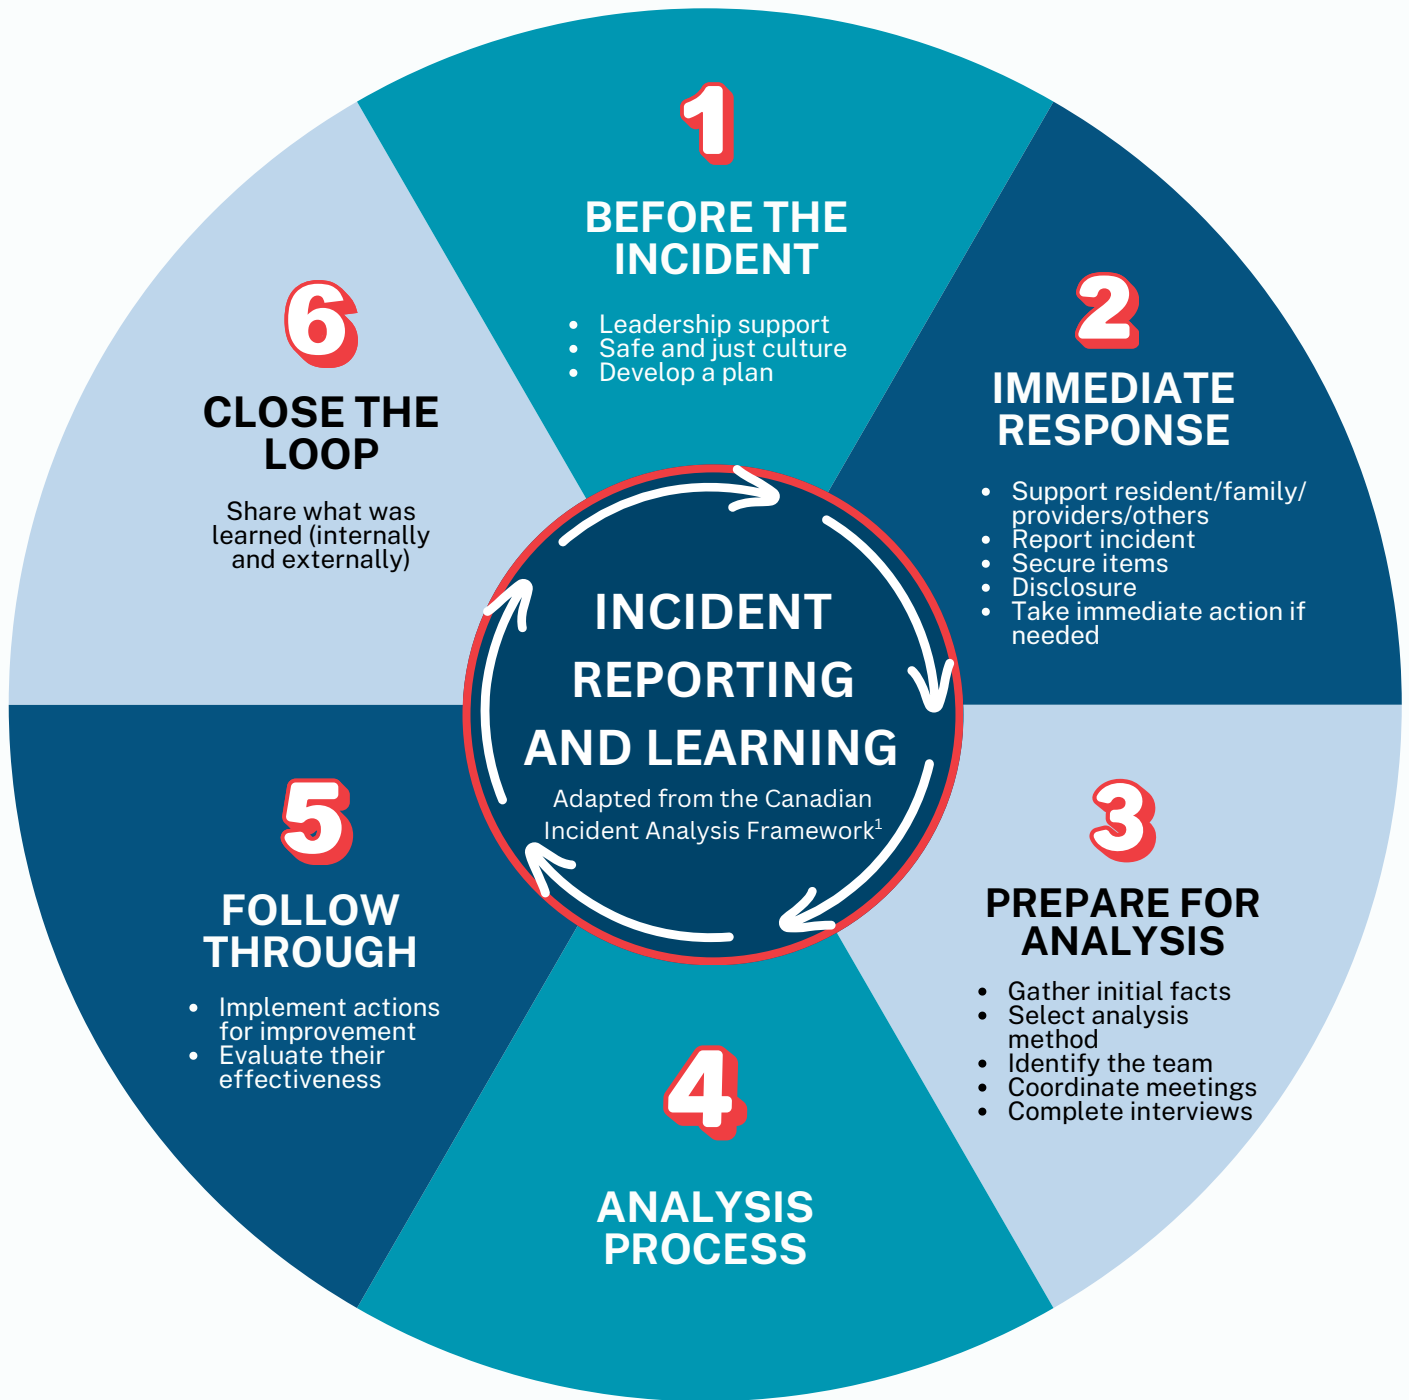 1
BEFORE THE
INCIDENT
• Leadership support
• Safe and just culture
• Develop a plan
2
IMMEDIATE
RESPONSE
• Support resident/family/
providers/others
• Report incident
• Secure items
• Disclosure
• Take immediate action if
needed
3
PREPARE FOR
ANALYSIS
• Gather initial facts
• Select analysis
method
• Identify the team
• Coordinate meetings
• Complete interviews
4
ANALYSIS
PROCESS
5
FOLLOW
THROUGH
• Implement actions
for improvement
• Evaluate their
effectiveness
6
CLOSE THE
LOOP
Share what was
learned (internally
and externally)
INCIDENT
REPORTING
AND LEARNING
Adapted from the Canadian
Incident Analysis Framework¹